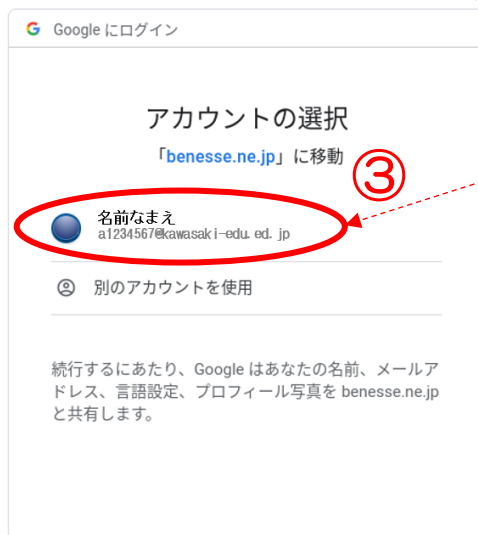 Google にログイン
アカウントの選択
「benesse.ne.jp」に移動
③
名前なまえ
a1234567@kawasaki-edu.ed.jp
別のアカウントを使用
続行するにあたり、Google はあなたの名前、メールア
ドレス、言語設定、プロフィール写真を benesse.ne.jp
と共有します。